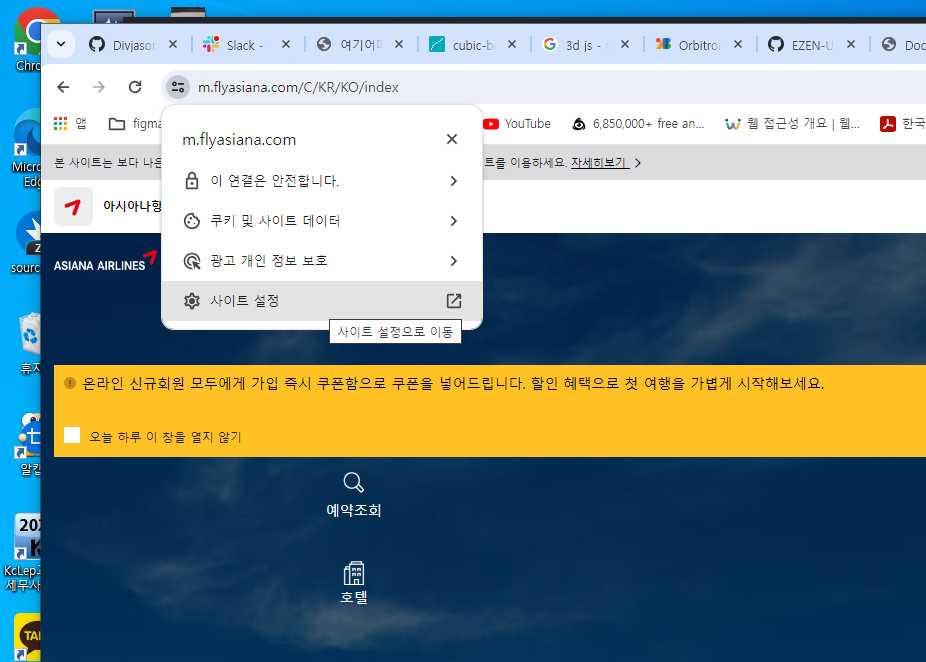 Divjasor
Slack -
여기어때
cubic-b
3d js -
Orbitron
EZEN-U
Doc
m.flyasiana.com/C/KR/KO/index
앱
figma
YouTube
6,850,000+ free an...
웹 접근성 개요 | 웹...
한국
m.flyasiana.com
이 연결은 안전합니다.
쿠키 및 사이트 데이터
광고 개인 정보 보호
사이트 설정
사이트 설정으로 이동
본 사이트는 보다 나은
트를 이용하세요. 자세히보기
아시아나항
ASIANA AIRLINES
온라인 신규회원 모두에게 가입 즉시 쿠폰함으로 쿠폰을 넣어드립니다. 할인 혜택으로 첫 여행을 가볍게 시작해보세요.
오늘 하루 이 창을 열지 않기
예약조회
호텔
Chro
Micro
Edg
Z
sourc
휴지
알캡
202
K
KcLep
세무사
TAL